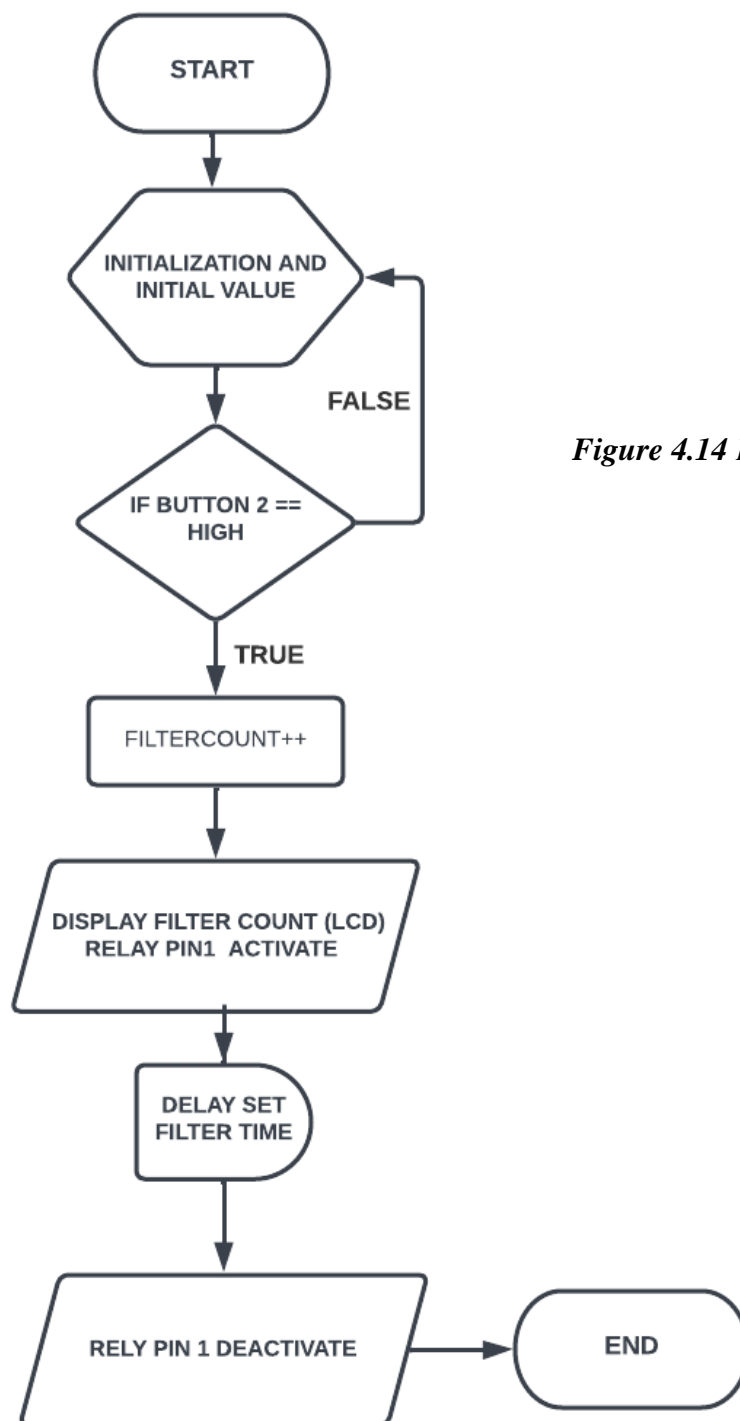 START
INITIALIZATION AND
INITIAL VALUE
FALSE
Figure 4.14
IF BUTTON 2 ==
HIGH
TRUE
FILTERCOUNT++
DISPLAY FILTER COUNT (LCD)
RELAY PIN1 ACTIVATE
DELAY SET
FILTER TIME
RELY PIN 1 DEACTIVATE
END